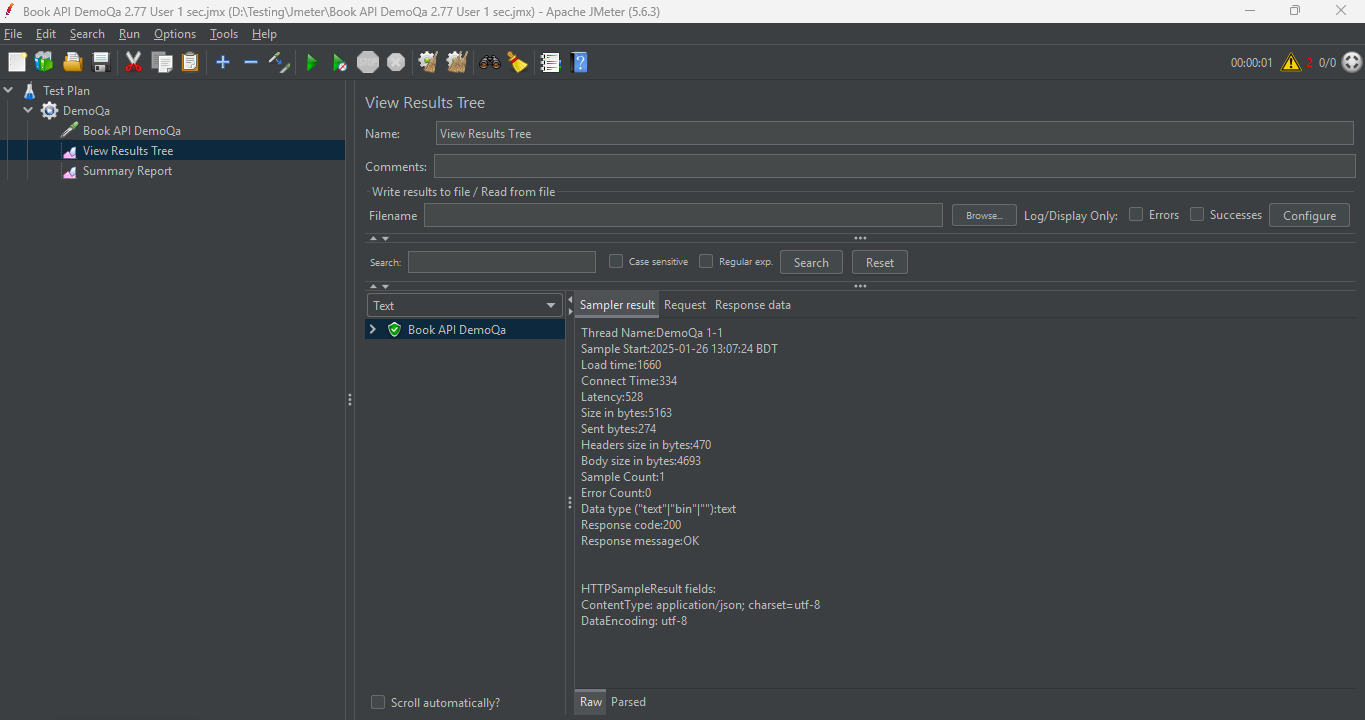 Book API DemoQa 2.77 User 1 sec.jmx (D:\Testing\Jmeter\Book API DemoQa 2.77 User 1 sec.jmx) - Apache JMeter (5.6.3)
File Edit Search Run Options Tools Help
STOP ? 00:00:01 2 0/0
Test Plan
DemoQa
Book API DemoQa
View Results Tree
Summary Report
View Results Tree
Name: View Results Tree
Comments:
Write results to file / Read from file
Filename Browse... Log/Display Only: Errors Successes Configure
Search: Case sensitive Regular exp. Search Reset
Text
Book API DemoQa
Scroll automatically?
Sampler result Request Response data
Thread Name:DemoQa 1-1
Sample Start:2025-01-26 13:07:24 BDT
Load time:1660
Connect Time:334
Latency:528
Size in bytes:5163
Sent bytes:274
Headers size in bytes:470
Body size in bytes:4693
Sample Count:1
Error Count:0
Data type ("text"|"bin"|""):text
Response code:200
Response message:OK
HTTPSampleResult fields:
ContentType: application/json; charset=utf-8
DataEncoding: utf-8
Raw Parsed